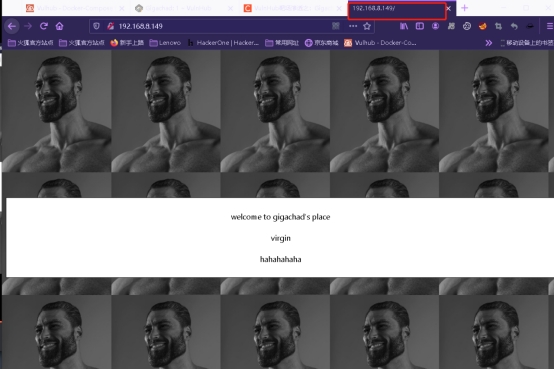 192.168.8.149/
192.168.8.149
火狐官方站点 火狐官方站点 新手上路 Lenovo HackerOne | Hacker... 常用网址 京东商城 Vulhub - Docker-Co... 移动设备上的书签
welcome to gigachad's place
virgin
hahahahaha